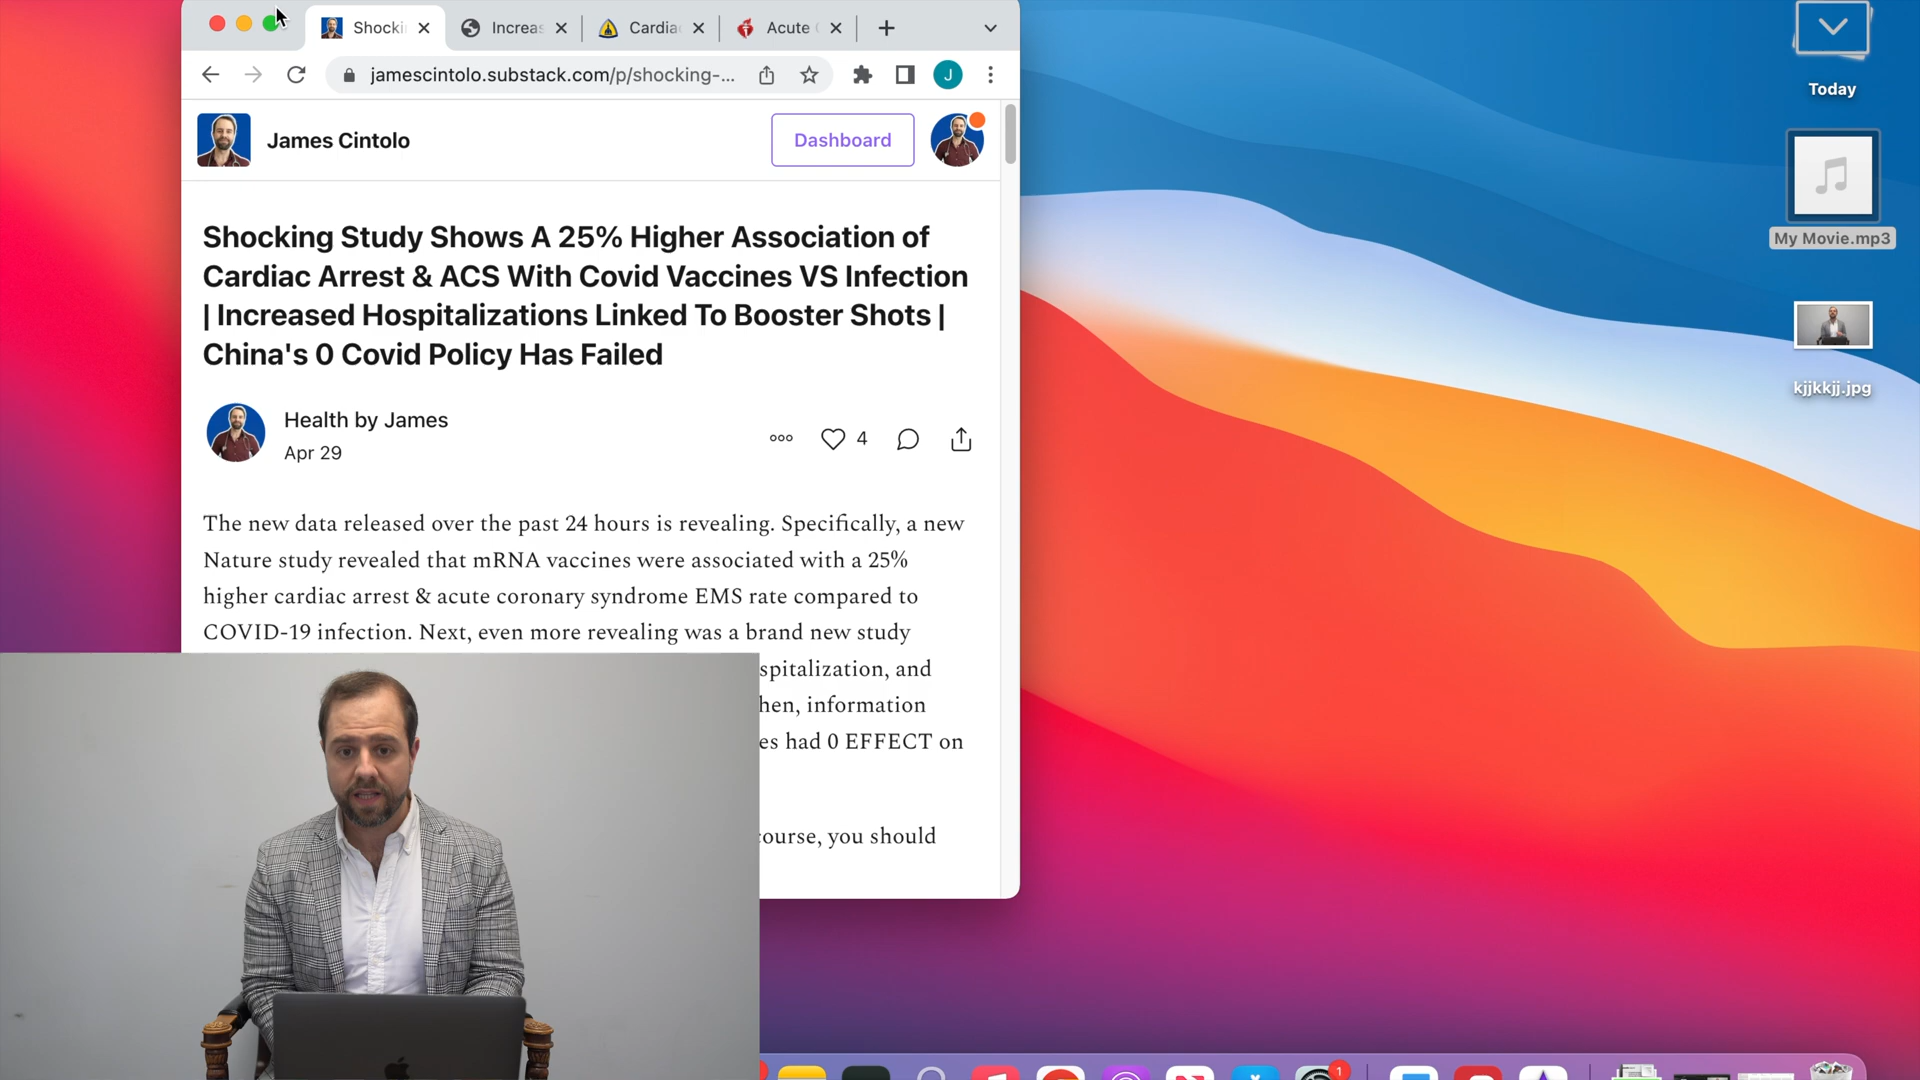 Shocki
Increas
Cardia
Acute
jamescintolo.substack.com/p/shocking-...
J
James Cintolo
Dashboard
Shocking Study Shows A 25% Higher Association of
Cardiac Arrest & ACS With Covid Vaccines VS Infection
| Increased Hospitalizations Linked To Booster Shots |
China's 0 Covid Policy Has Failed
Health by James
Apr 29
4
The new data released over the past 24 hours is revealing. Specifically, a new
Nature study revealed that mRNA vaccines were associated with a 25%
higher cardiac arrest & acute coronary syndrome EMS rate compared to
COVID-19 infection. Next, even more revealing was a brand new study
spitalization, and
hen, information
es had 0 EFFECT on
course, you should
Today
My Movie.mp3
kjjkkjj.jpg
1